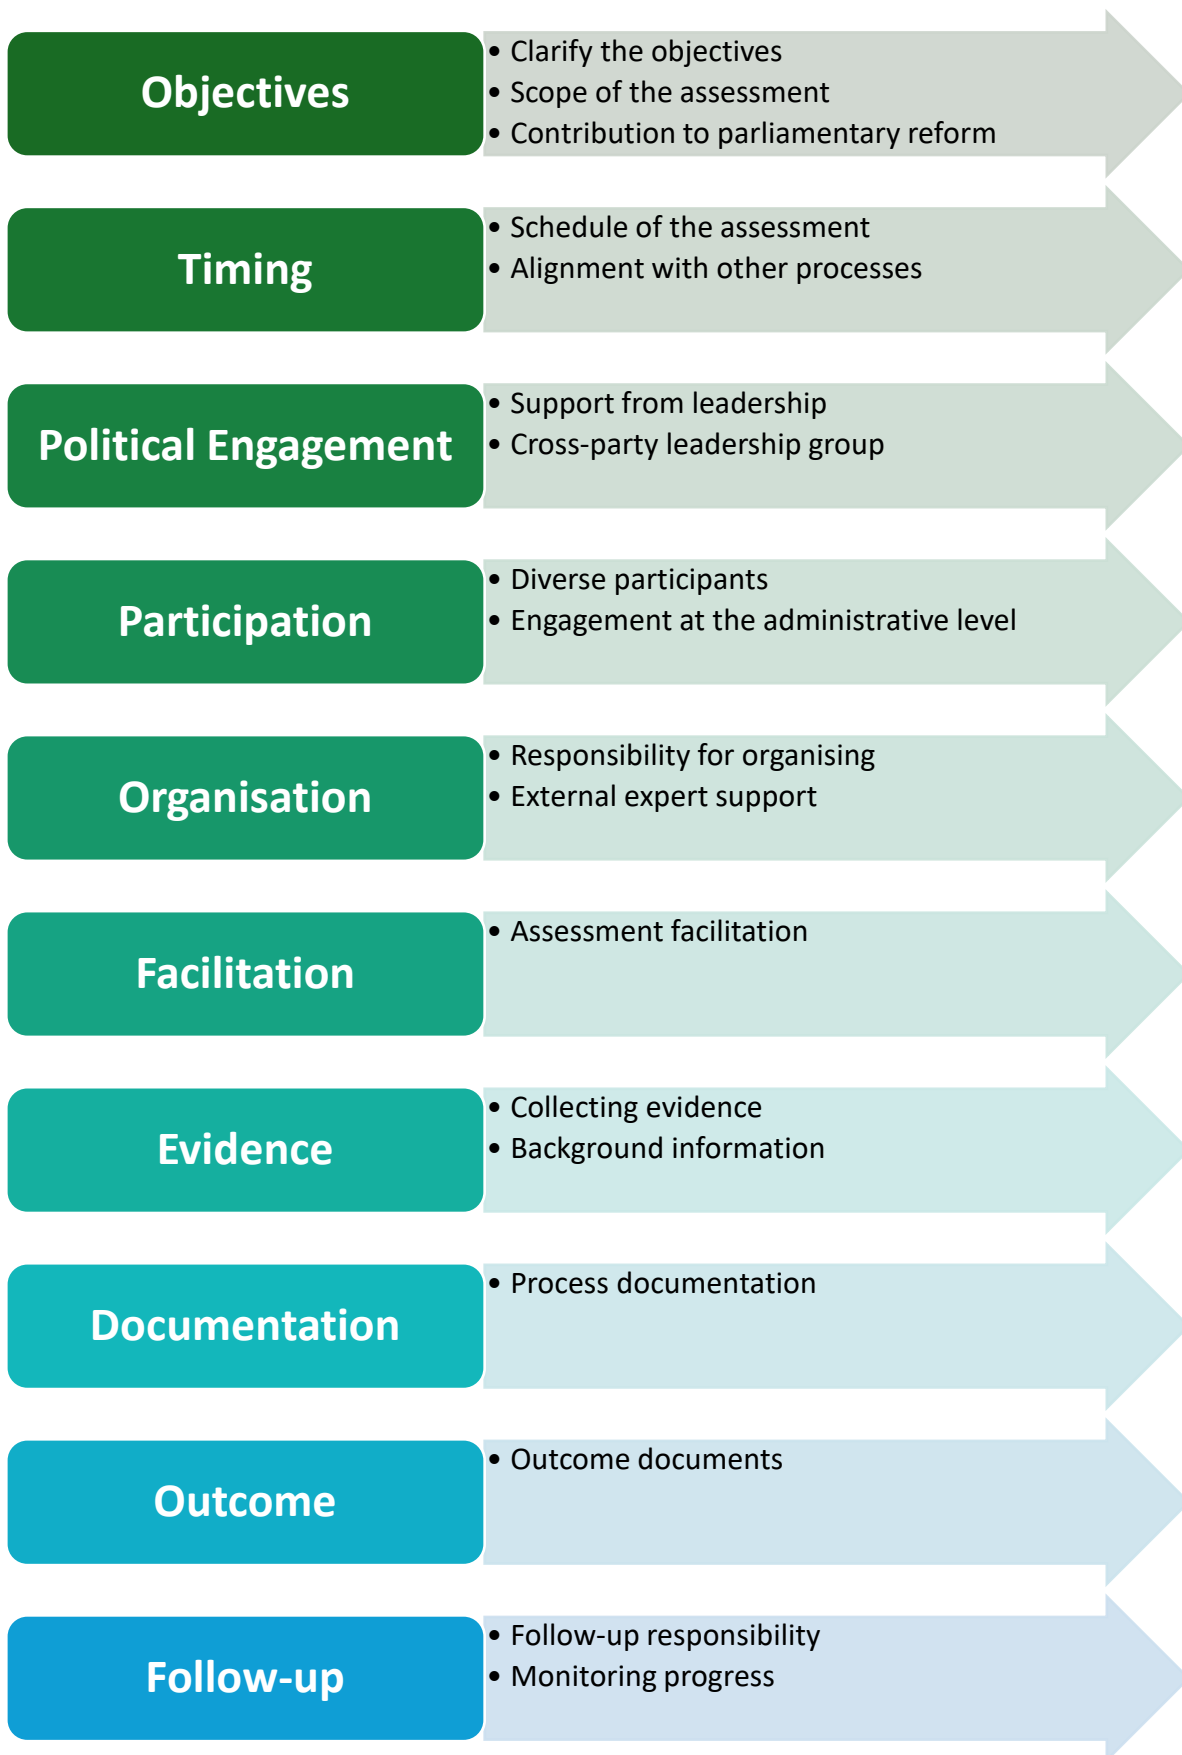 Objectives
• Clarify the objectives
• Scope of the assessment
• Contribution to parliamentary reform
Timing
• Schedule of the assessment
• Alignment with other processes
Political Engagement
• Support from leadership
• Cross-party leadership group
Participation
• Diverse participants
• Engagement at the administrative level
Organisation
• Responsibility for organising
• External expert support
Facilitation
• Assessment facilitation
Evidence
• Collecting evidence
• Background information
Documentation
• Process documentation
Outcome
• Outcome documents
Follow-up
• Follow-up responsibility
• Monitoring progress